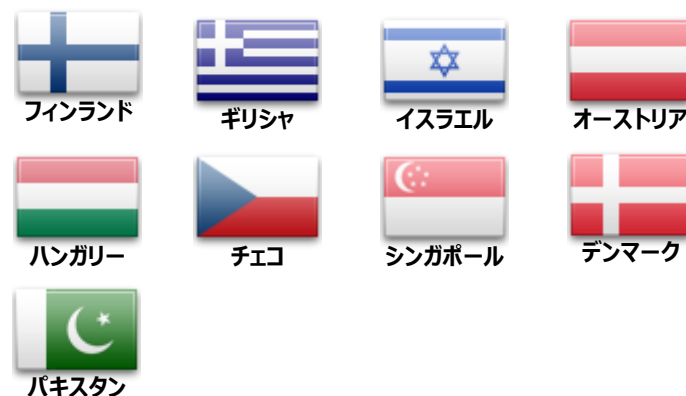 フィンランド
ギリシャ
イスラエル
オーストリア
ハンガリー
チェコ
シンガポール
デンマーク
パキスタン